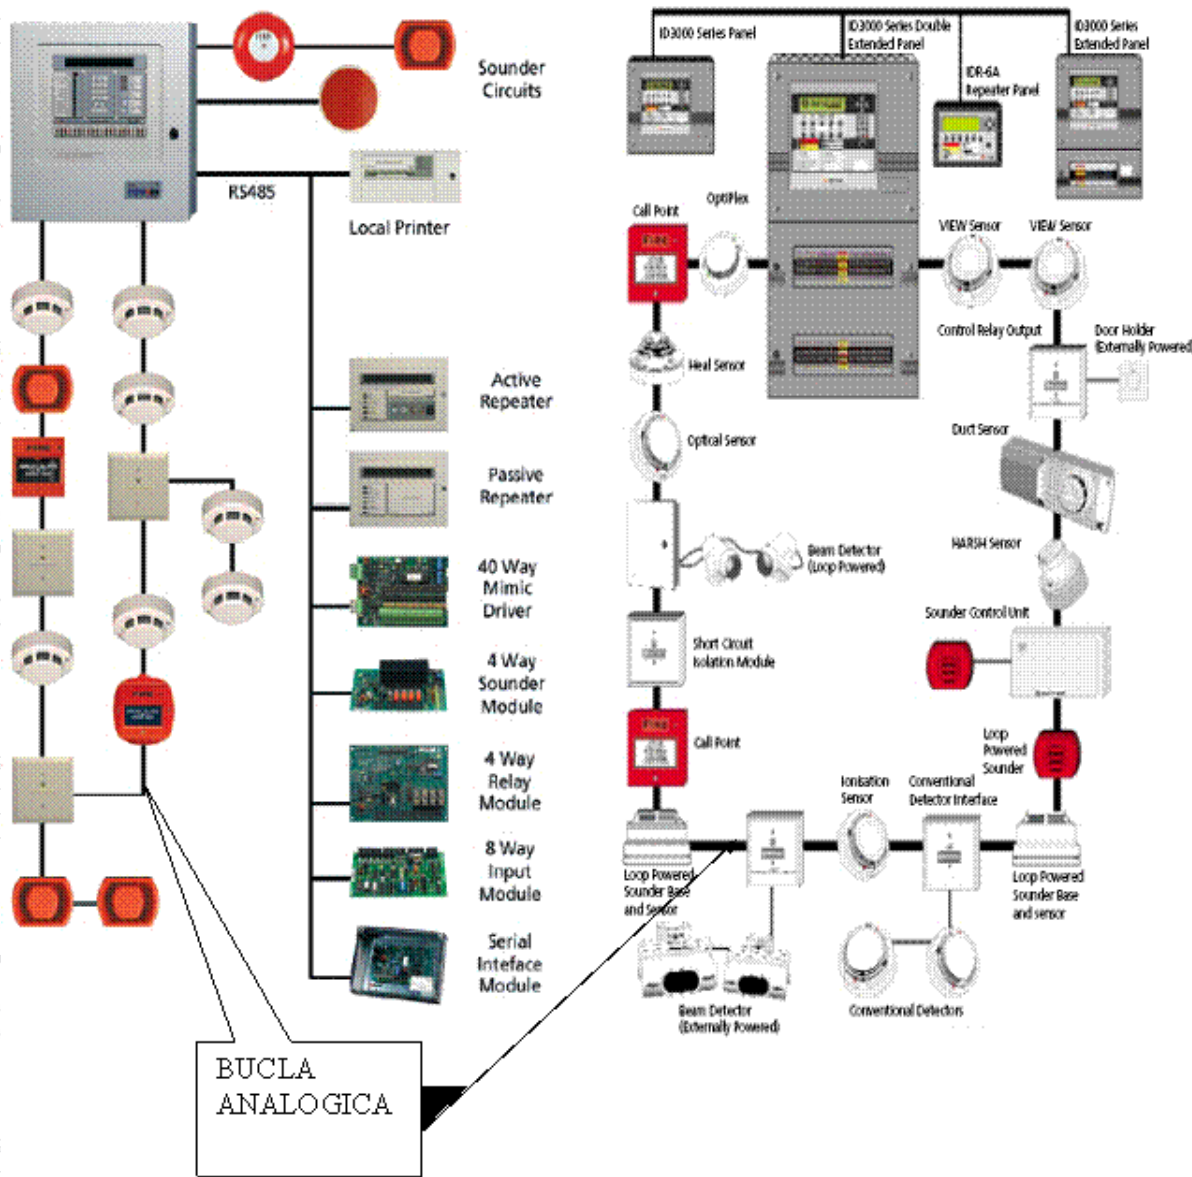 Sounder
Circuits
RS485
Local Printer
Active
Repeater
Passive
Repeater
40 Way
Mimic
Driver
4 Way
Sounder
Module
4 Way
Relay
Module
8 Way
Input
Module
Serial
Inteface
Module
BUCLA
ANALOGICA
ID3000 Series Panel
ID3000 Series Double
Extended Panel
IDR-6A
Repeater Panel
ID3000 Series
Extended Panel
Call Point
OptiPlex
VIEW Sensor
VIEW Sensor
Control Relay Output
Door Holder
(Externally Powered)
Heal Sensor
Optical Sensor
Duct Sensor
Beam Detector
(Loop Powered)
HARSH Sensor
Sounder Control Unit
Short Circuit
Isolation Module
Call Point
Loop
Powered
Sounder
Ionisation
Sensor
Conventional
Detector Interface
Loop Powered
Sounder Base
and Sensor
Loop Powered
Sounder Base
and sensor
Beam Detector
(Externally Powered)
Conventional Detectors
Fire
Fire